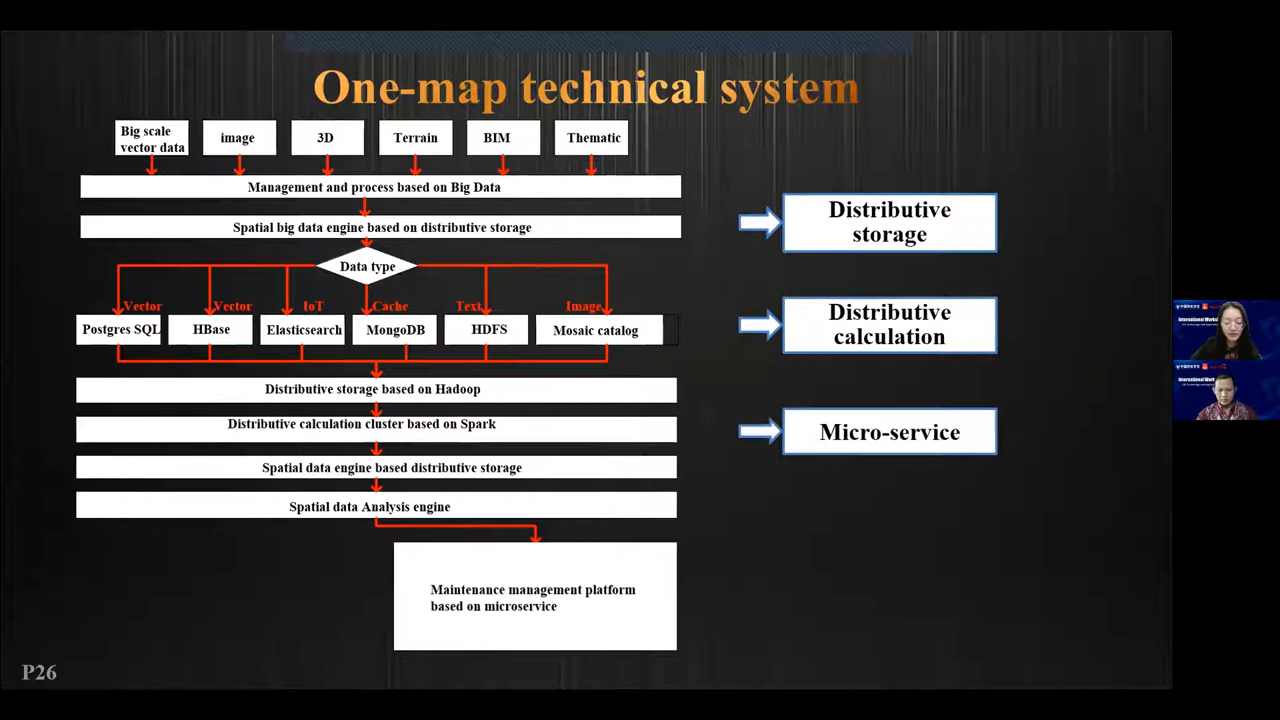 One-map technical system
Big scale
vector data
image
3D
Terrain
BIM
Thematic
Management and process based on Big Data
Spatial big data engine based on distributive storage
Data type
Vector
Vector
IoT
Cache
Text
Image
Postgres SQL
HBase
Elasticsearch
MongoDB
HDFS
Mosaic catalog
Distributive storage based on Hadoop
Distributive calculation cluster based on Spark
Spatial data engine based distributive storage
Spatial data Analysis engine
Maintenance management platform
based on microservice
Distributive
storage
Distributive
calculation
Micro-service
P26
International Work
International Work